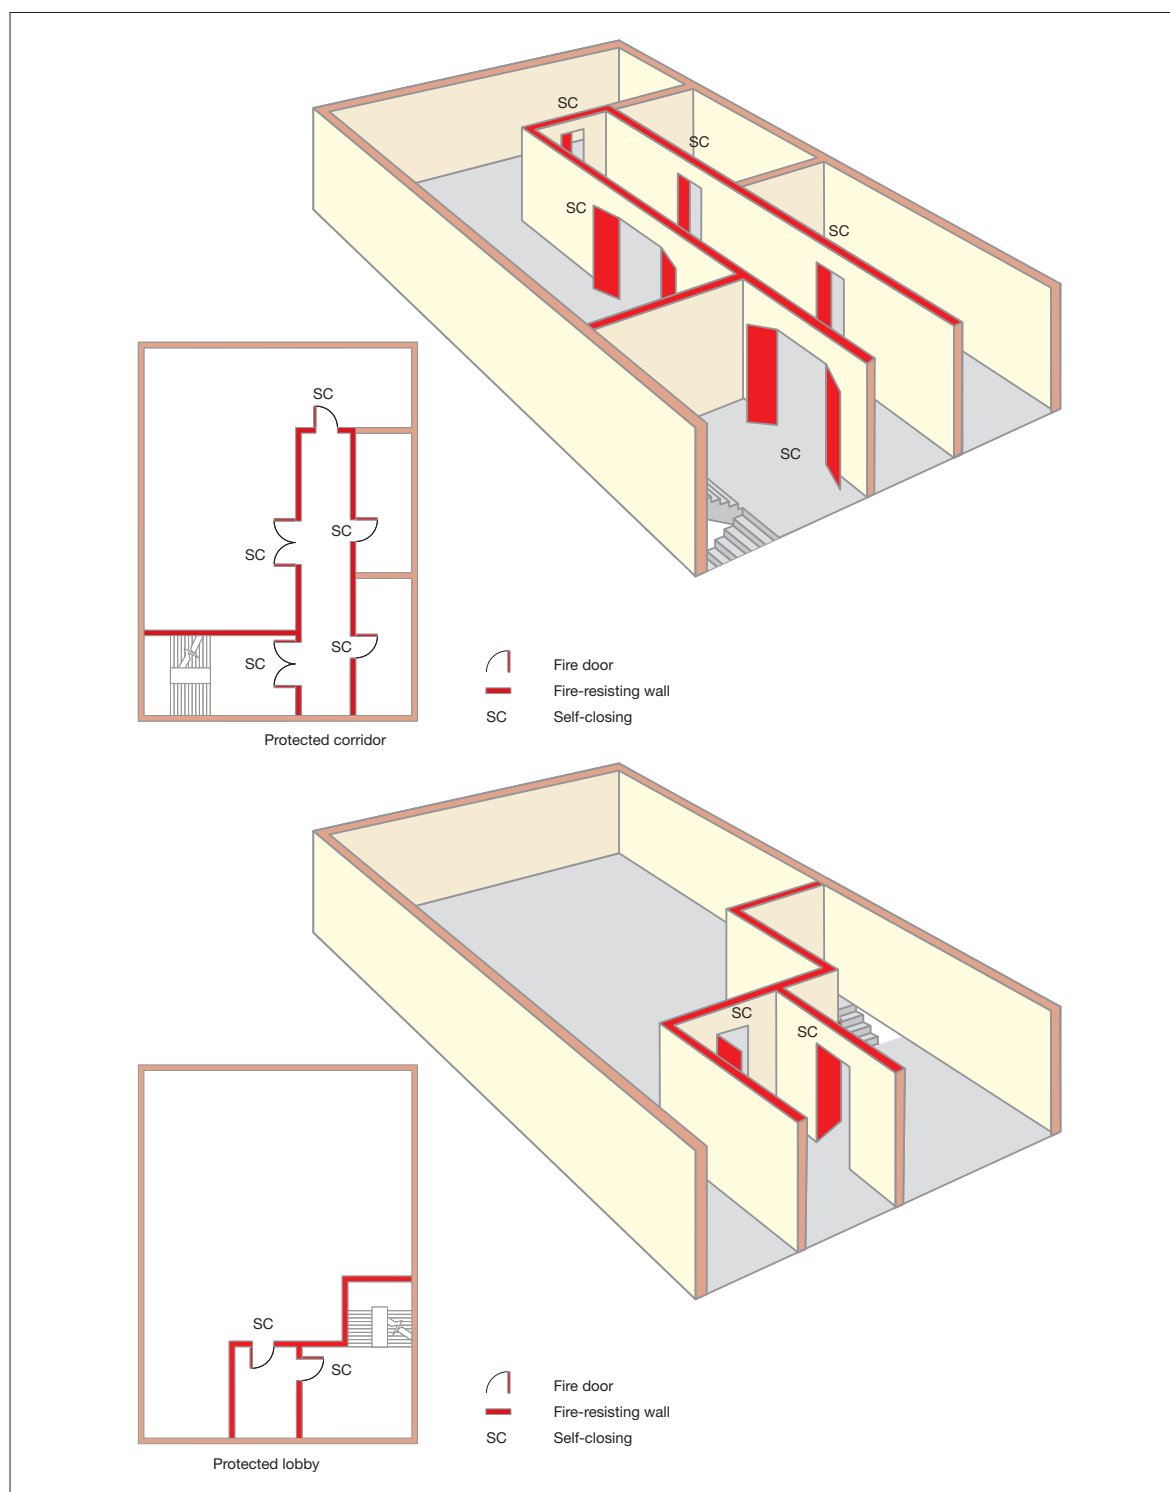 SC
SC
SC
SC
SC
SC
SC
SC
SC
SC
Fire door
Fire-resisting wall
SC Self-closing
Protected corridor
SC
SC
SC
SC
Fire door
Fire-resisting wall
SC Self-closing
Protected lobby